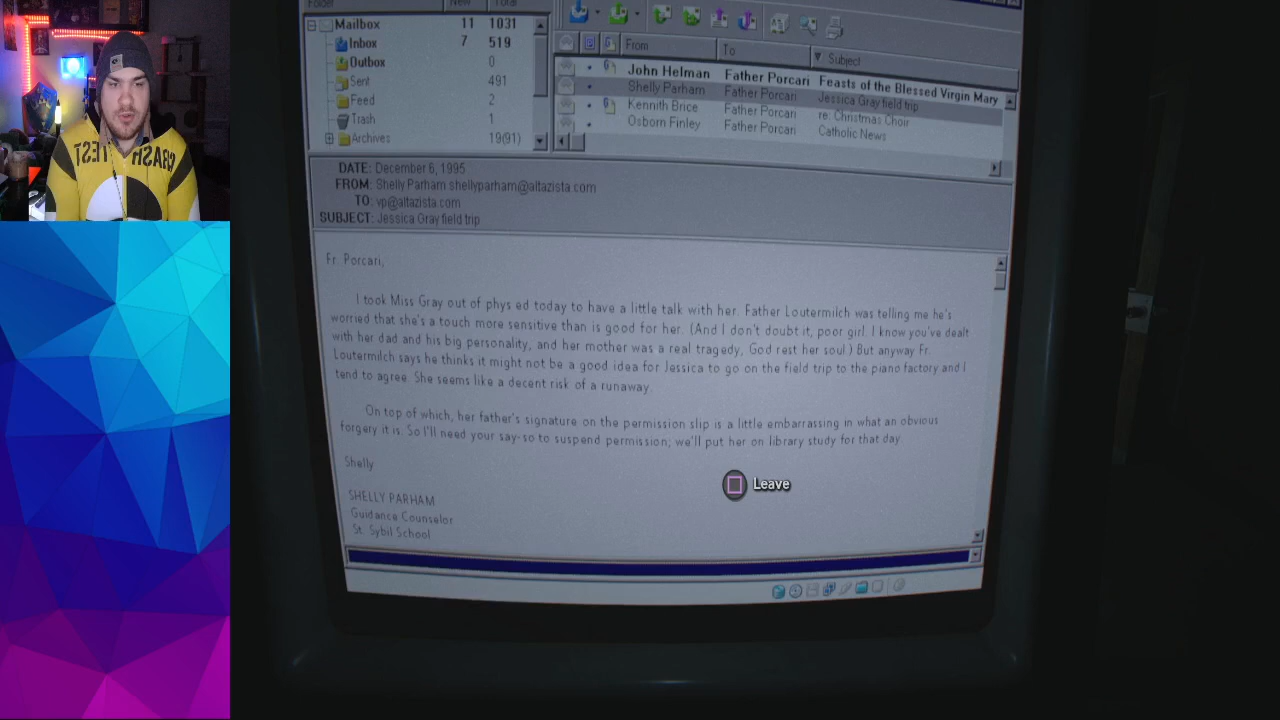 Folder New Total
Mailbox 11 1031
Inbox 7 519
Outbox 0
Sent 491
Feed 2
Trash 1
Archives 19(91)
From To Subject
John Helman Father Porcari Feasts of the Blessed Virgin Mary
Shelly Parham Father Porcari Jessica Gray field trip
Kennith Brice Father Porcari re: Christmas Choir
Osborn Finley Father Porcari Catholic News
DATE: December 6, 1995
FROM: Shelly Parham shellyparham@altazista.com
TO: vp@altazista.com
SUBJECT: Jessica Gray field trip
Fr. Porcari,
I took Miss Gray out of phys ed today to have a little talk with her. Father Loutermilch was telling me he's
worried that she's a touch more sensitive than is good for her. (And I don't doubt it, poor girl. I know you've dealt
with her dad and his big personality, and her mother was a real tragedy, God rest her soul.) But anyway Fr.
Loutermilch says he thinks it might not be a good idea for Jessica to go on the field trip to the piano factory and I
tend to agree. She seems like a decent risk of a runaway.
On top of which, her father's signature on the permission slip is a little embarrassing in what an obvious
forgery it is. So I'll need your say-so to suspend permission; we'll put her on library study for that day.
Shelly
SHELLY PARHAM
Guidance Counselor
St. Sybil School
Leave
CRASH TEST